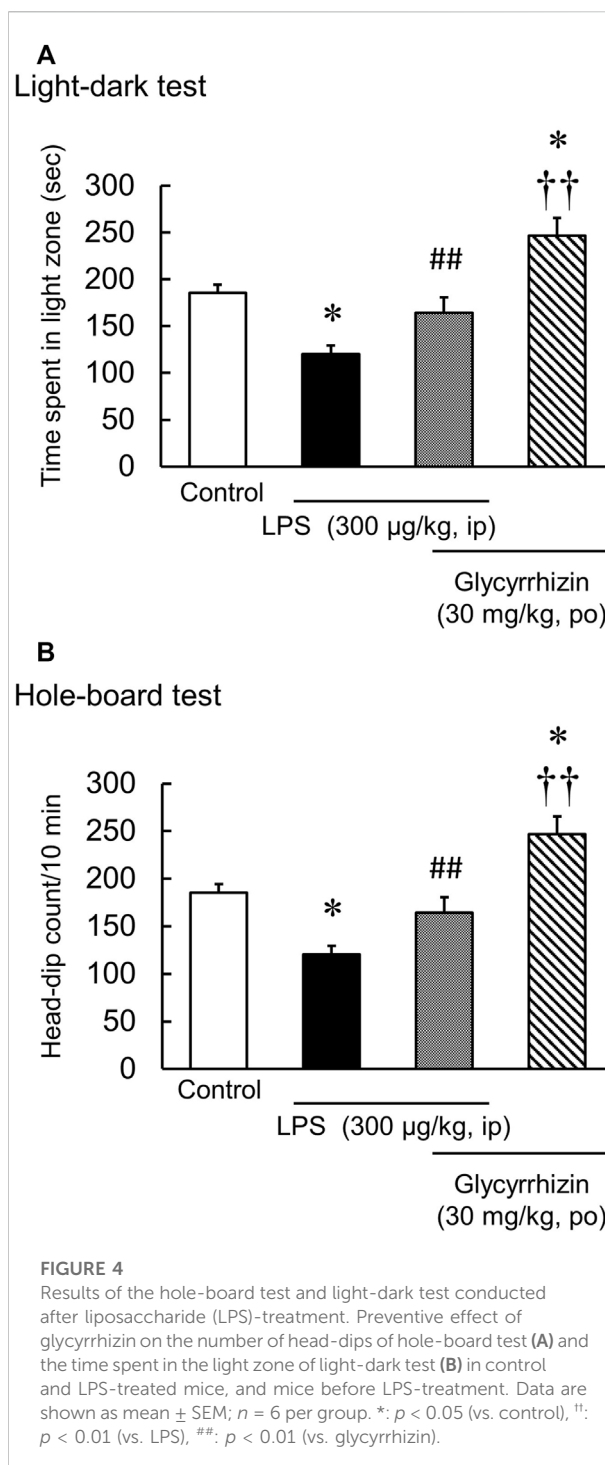 A
Light-dark test
Time spent in light zone (sec)
300
250
200
150
100
50
0
*
##
*
††
Control
LPS (300 µg/kg, ip)
Glycyrrhizin
(30 mg/kg, po)
B
Hole-board test
Head-dip count/10 min
300
250
200
150
100
50
0
*
##
*
††
Control
LPS (300 µg/kg, ip)
Glycyrrhizin
(30 mg/kg, po)
FIGURE 4
Results of the hole-board test and light-dark test conducted
after liposaccharide (LPS)-treatment. Preventive effect of
glycyrrhizin on the number of head-dips of hole-board test (A) and
the time spent in the light zone of light-dark test (B) in control
and LPS-treated mice, and mice before LPS-treatment. Data are
shown as mean ± SEM; n = 6 per group. *: p < 0.05 (vs. control), ††:
p < 0.01 (vs. LPS), ##: p < 0.01 (vs. glycyrrhizin).